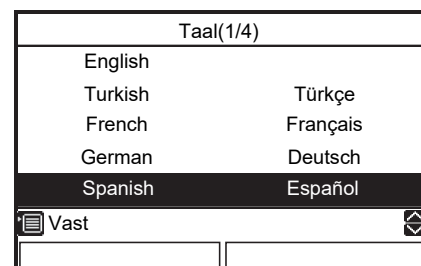 Taal(1/4)
English
Turkish Türkçe
French Français
German Deutsch
Spanish Español
Vast